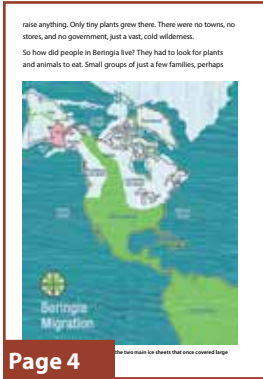 raise anything. Only tiny plants grew there. There were no towns, no
stores, and no government, just a vast, cold wilderness.
So how did people in Beringia live? They had to look for plants
and animals to eat. Small groups of just a few families, perhaps
Beringia
Migration
the two main ice sheets that once covered large
Page 4